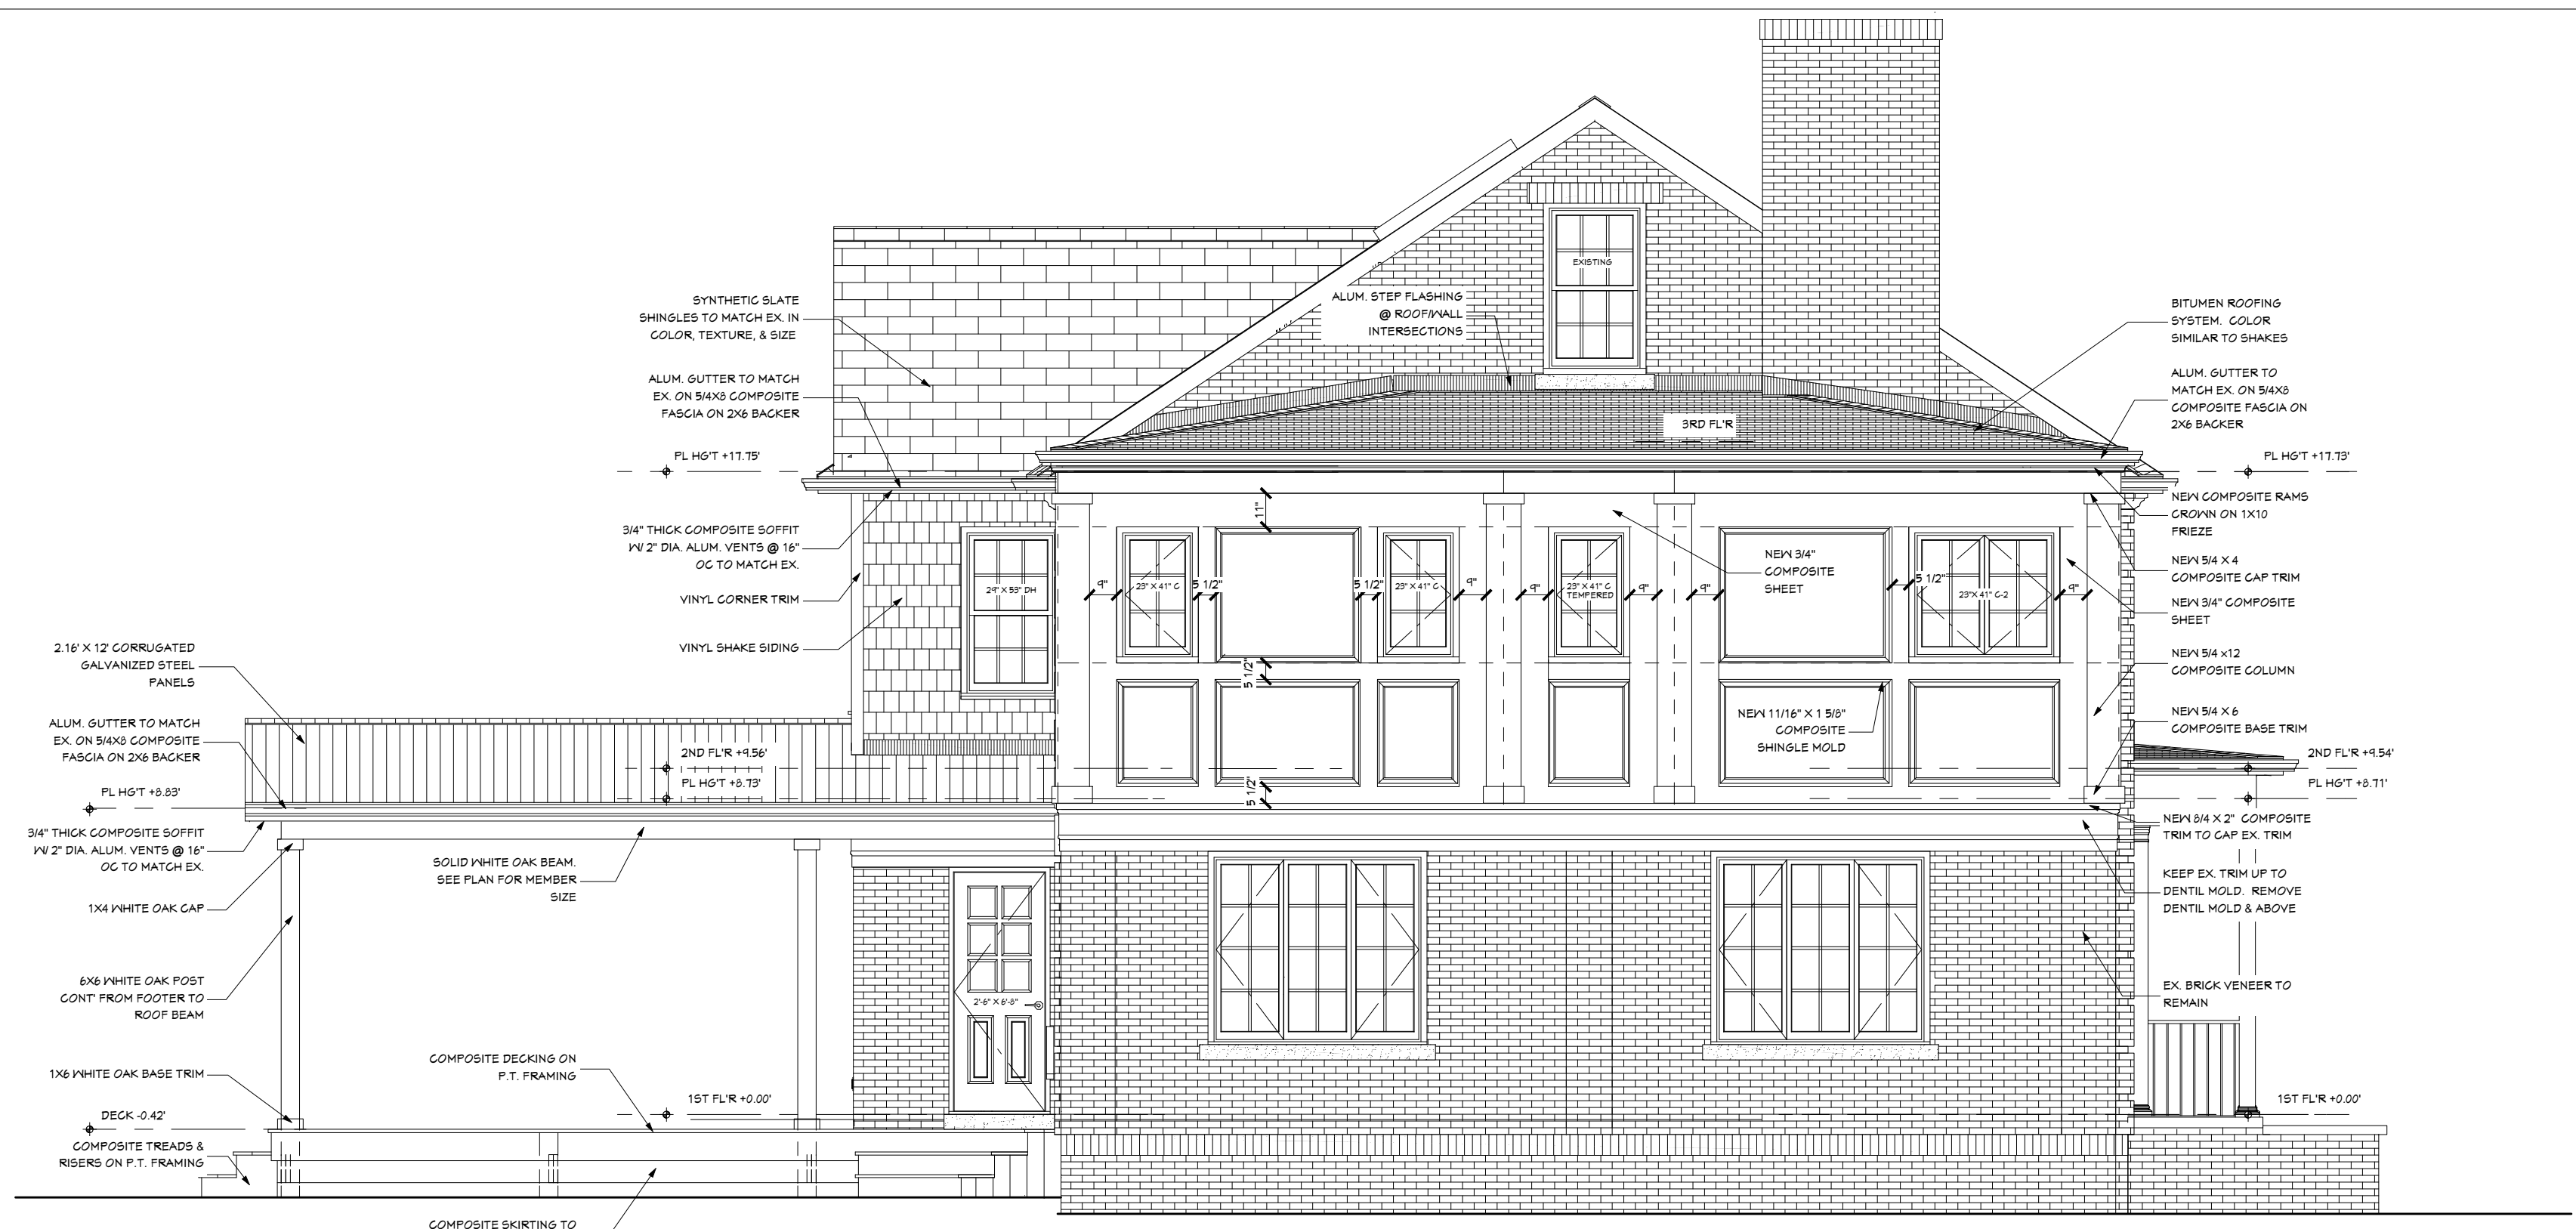 SYNTHETIC SLATE
SHINGLES TO MATCH EX. IN
COLOR, TEXTURE, & SIZE
ALUM. GUTTER TO MATCH
EX. ON 5/4X8 COMPOSITE
FASCIA ON 2X6 BACKER
PL HG'T +17.75'
3/4" THICK COMPOSITE SOFFIT
W/ 2" DIA. ALUM. VENTS @ 16"
OC TO MATCH EX.
VINYL CORNER TRIM
VINYL SHAKE SIDING
2.16' X 12' CORRUGATED
GALVANIZED STEEL
PANELS
ALUM. GUTTER TO MATCH
EX. ON 5/4X8 COMPOSITE
FASCIA ON 2X6 BACKER
PL HG'T +8.83'
3/4" THICK COMPOSITE SOFFIT
W/ 2" DIA. ALUM. VENTS @ 16"
OC TO MATCH EX.
1X4 WHITE OAK CAP
6X6 WHITE OAK POST
CONT' FROM FOOTER TO
ROOF BEAM
1X6 WHITE OAK BASE TRIM
DECK -0.42'
COMPOSITE TREADS &
RISERS ON P.T. FRAMING
SOLID WHITE OAK BEAM.
SEE PLAN FOR MEMBER
SIZE
COMPOSITE DECKING ON
P.T. FRAMING
COMPOSITE SKIRTING TO
2ND FL'R +9.56'
PL HG'T +8.73'
1ST FL'R +0.00'
2'-6" X 6'-8"
29" X 53" DH
EXISTING
ALUM. STEP FLASHING
@ ROOF/WALL
INTERSECTIONS
3RD FL'R
11"
9"
23" X 41" C
5 1/2"
5 1/2"
23" X 41" C
9"
9"
23" X 41" C
TEMPERED
9"
9"
5 1/2"
23"X 41" C-2
9"
5 1/2"
5 1/2"
NEW 3/4"
COMPOSITE
SHEET
NEW 11/16" X 1 5/8"
COMPOSITE
SHINGLE MOLD
BITUMEN ROOFING
SYSTEM. COLOR
SIMILAR TO SHAKES
ALUM. GUTTER TO
MATCH EX. ON 5/4X8
COMPOSITE FASCIA ON
2X6 BACKER
PL HG'T +17.73'
NEW COMPOSITE RAMS
CROWN ON 1X10
FRIEZE
NEW 5/4 X 4
COMPOSITE CAP TRIM
NEW 3/4" COMPOSITE
SHEET
NEW 5/4 x12
COMPOSITE COLUMN
NEW 5/4 X 6
COMPOSITE BASE TRIM
2ND FL'R +9.54'
PL HG'T +8.71'
NEW 8/4 X 2" COMPOSITE
TRIM TO CAP EX. TRIM
KEEP EX. TRIM UP TO
DENTIL MOLD. REMOVE
DENTIL MOLD & ABOVE
EX. BRICK VENEER TO
REMAIN
1ST FL'R +0.00'